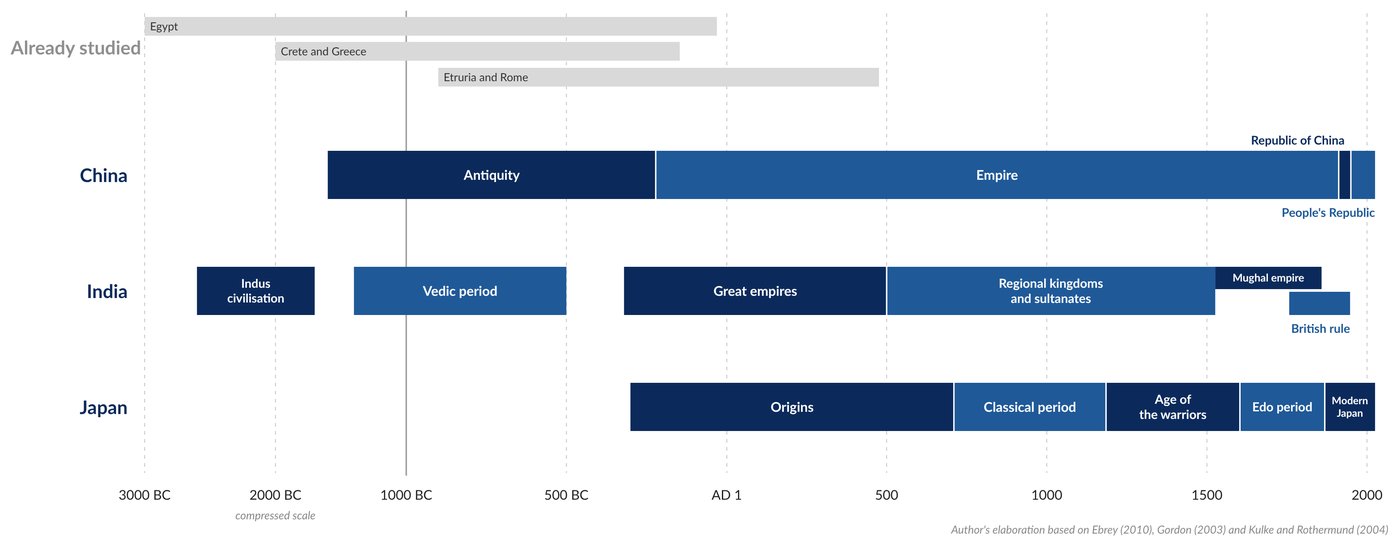 Egypt
Already studied
Crete and Greece
Etruria and Rome
Republic of China
China
Antiquity
Empire
People's Republic
India
Indus
civilisation
Vedic period
Great empires
Regional kingdoms
and sultanates
Mughal empire
British rule
Japan
Origins
Classical period
Age of
the warriors
Edo period
Modern
Japan
3000 BC
2000 BC
1000 BC
500 BC
AD 1
500
1000
1500
2000
compressed scale
Author's elaboration based on Ebrey (2010), Gordon (2003) and Kulke and Rothermund (2004)